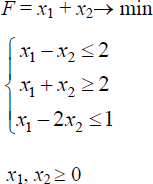 F = x₁ + x₂→ min
x₁ − x₂ ≤ 2
x₁ + x₂ ≥ 2
x₁ − 2x₂ ≤ 1
x₁, x₂ ≥ 0